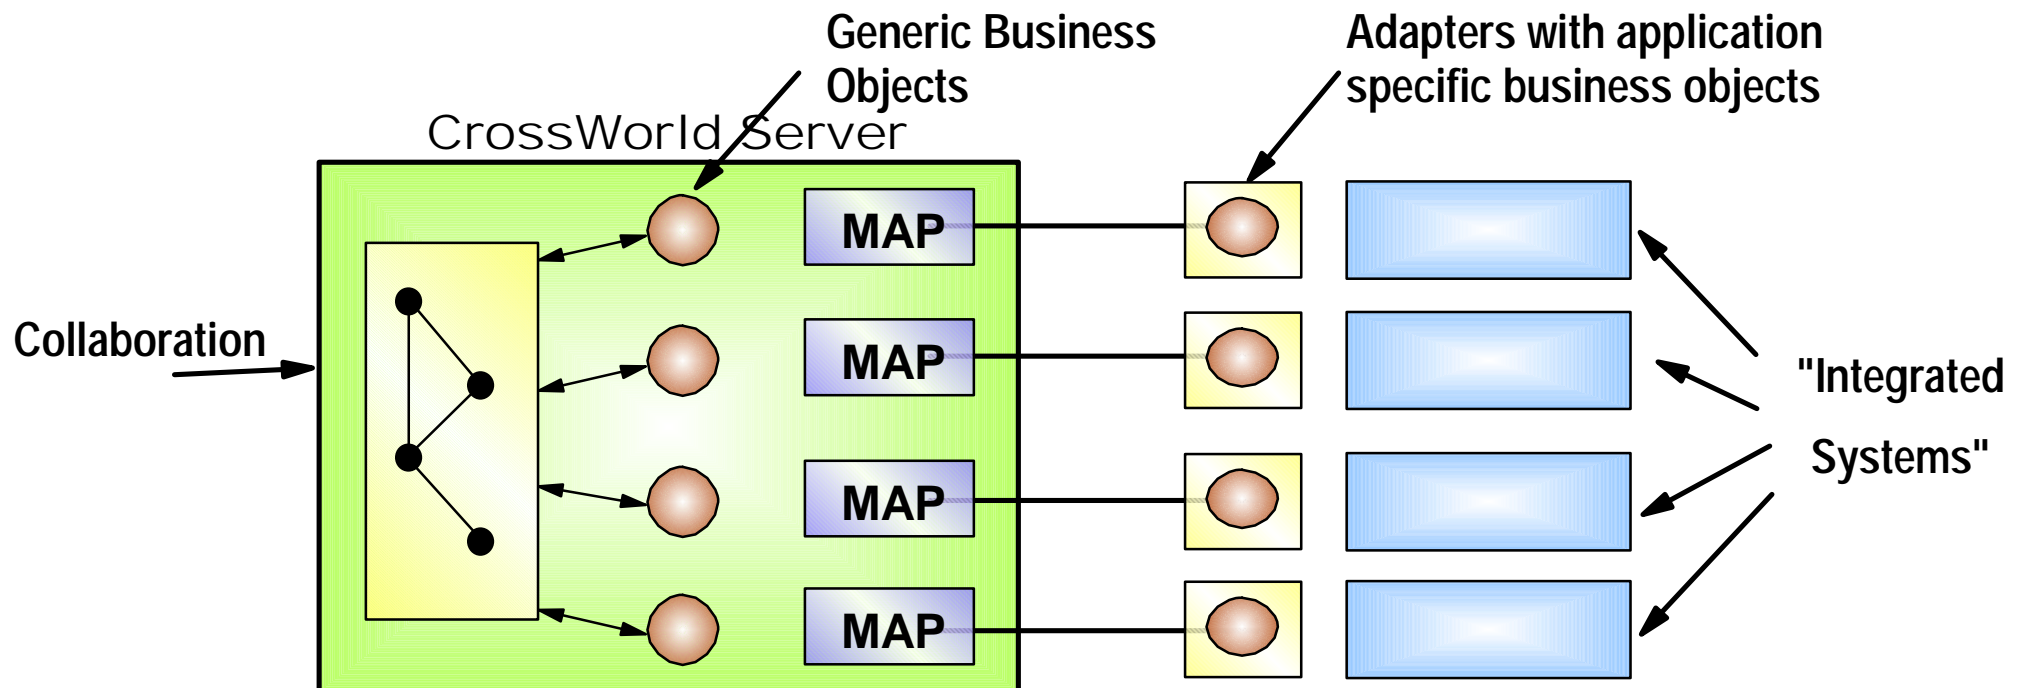 Generic Business
Objects
Adapters with application
specific business objects
CrossWorld Server
MAP
Collaboration
MAP
"Integrated
Systems"
MAP
MAP